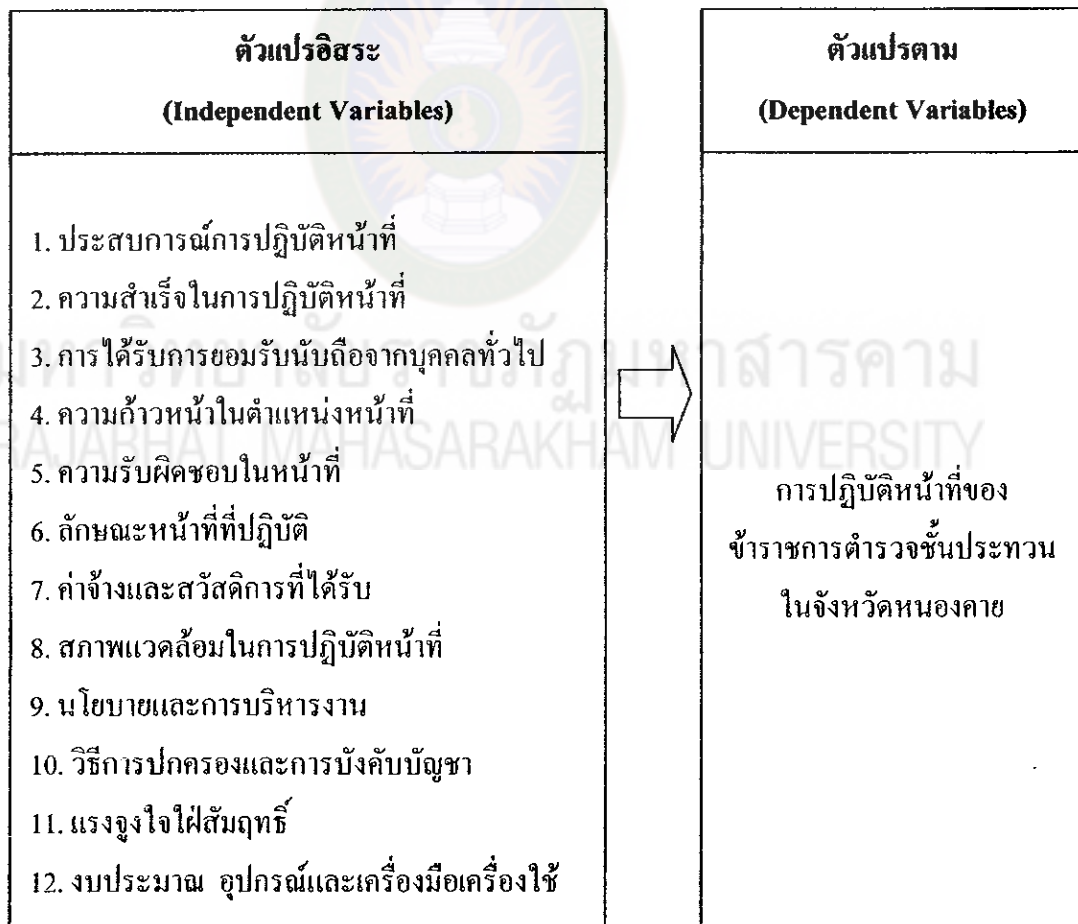 ตัวแปรอิสระ
(Independent Variables)
1. ประสบการณ์การปฏิบัติหน้าที่
2. ความสำเร็จในการปฏิบัติหน้าที่
3. การได้รับการยอมรับนับถือจากบุคคลทั่วไป
4. ความก้าวหน้าในตำแหน่งหน้าที่
5. ความรับผิดชอบในหน้าที่
6. ลักษณะหน้าที่ที่ปฏิบัติ
7. ค่าจ้างและสวัสดิการที่ได้รับ
8. สภาพแวดล้อมในการปฏิบัติหน้าที่
9. นโยบายและการบริหารงาน
10. วิธีการปกครองและการบังคับบัญชา
11. แรงจูงใจใฝ่สัมฤทธิ์
12. งบประมาณ อุปกรณ์และเครื่องมือเครื่องใช้
ตัวแปรตาม
(Dependent Variables)
การปฏิบัติหน้าที่ของ
ข้าราชการตำรวจชั้นประทวน
ในจังหวัดหนองคาย
มหาวิทยาลัยราชภัฏมหาสารคาม
RAJABHAT MAHASARAKHAM UNIVERSITY